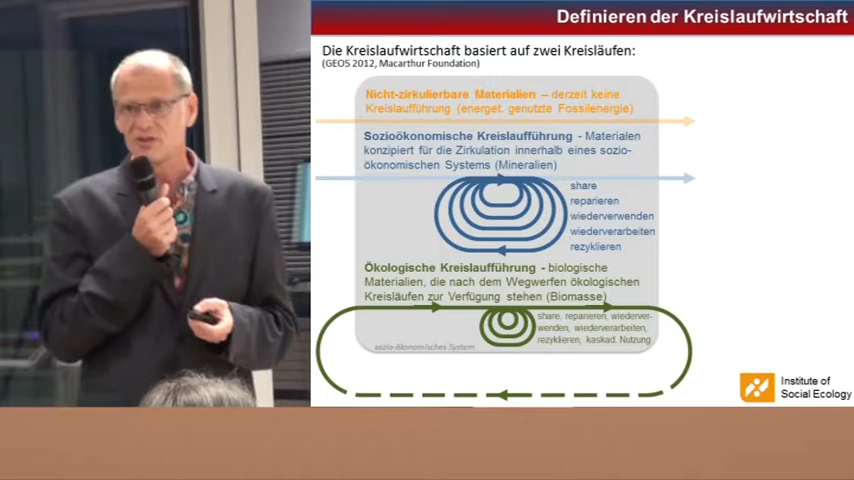 Definieren der Kreislaufwirtschaft
Die Kreislaufwirtschaft basiert auf zwei Kreisläufen:
(GEO5 2012, Macarthur Foundation)
Nicht-zirkulierbare Materialien – derzeit keine
Kreislaufführung (energet. genutzte Fossilenergie)
Sozioökonomische Kreislaufführung - Materialen
konzipiert für die Zirkulation innerhalb eines sozio-
ökonomischen Systems (Mineralien)
share
reparieren
wiederverwenden
wiederverarbeiten
rezyklieren
Ökologische Kreislaufführung - biologische
Materialien, die nach dem Wegwerfen ökologischen
Kreisläufen zur Verfügung stehen (Biomasse)
share, reparieren, wiederver-
wenden, wiederverarbeiten,
rezyklieren, kaskad. Nutzung
sozio-ökonomisches System
Institute of
Social Ecology